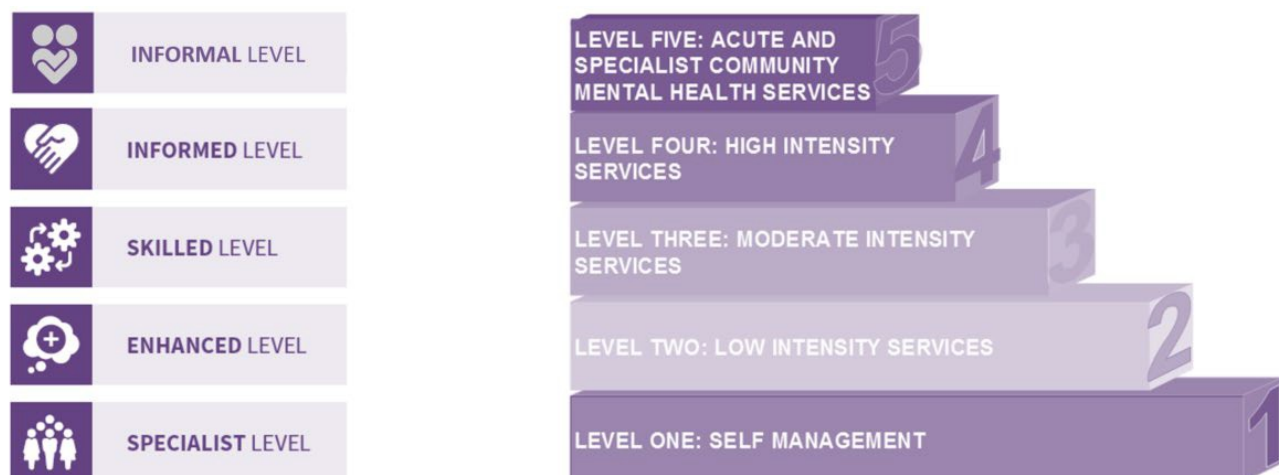 INFORMAL LEVEL
INFORMED LEVEL
SKILLED LEVEL
ENHANCED LEVEL
SPECIALIST LEVEL
LEVEL FIVE: ACUTE AND
SPECIALIST COMMUNITY
MENTAL HEALTH SERVICES
5
LEVEL FOUR: HIGH INTENSITY
SERVICES
4
LEVEL THREE: MODERATE INTENSITY
SERVICES
3
LEVEL TWO: LOW INTENSITY SERVICES
2
LEVEL ONE: SELF MANAGEMENT
1